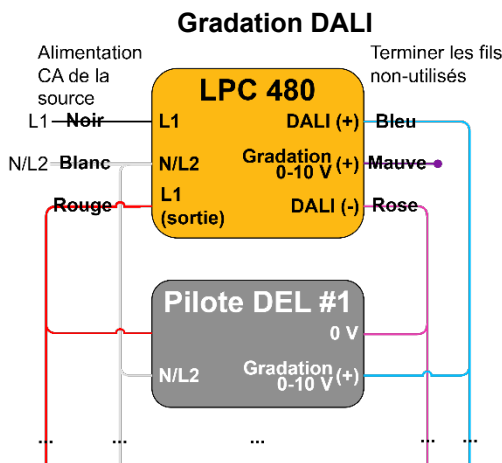 Gradation DALI
Alimentation
CA de la
source
Terminer les fils
non-utilisés
LPC 480
L1 Noir L1 DALI (+) Bleu
N/L2 Blanc N/L2 Gradation
0-10 V (+) Mauve
Rouge L1
(sortie) DALI (-) Rose
Pilote DEL #1
0 V
N/L2 Gradation
0-10 V (+)
... ... ... ... ...